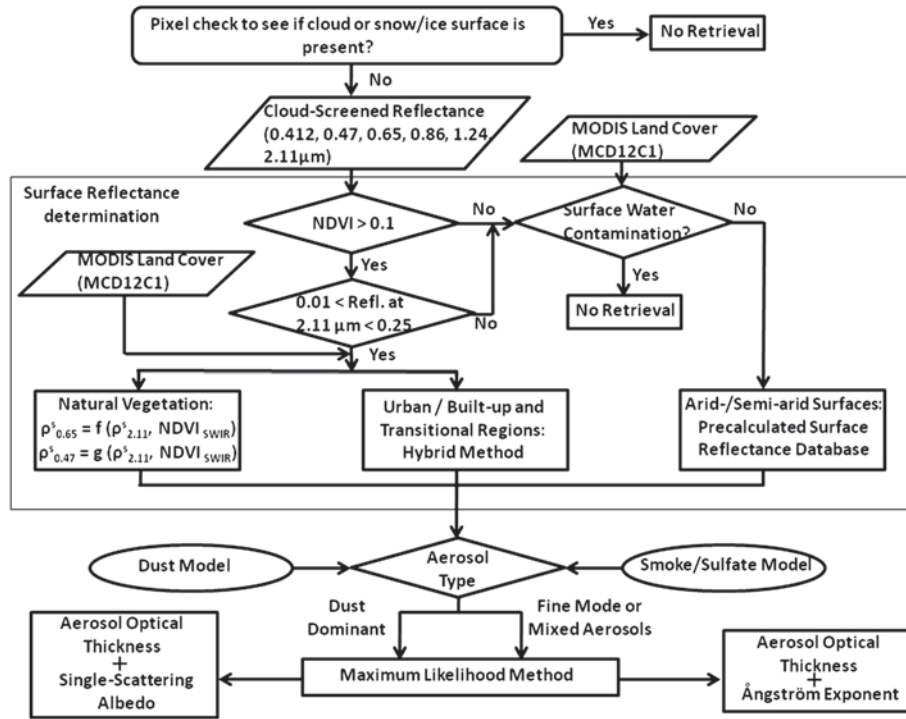 Pixel check to see if cloud or snow/ice surface is
present?
Yes
No Retrieval
No
Cloud-Screened Reflectance
(0.412, 0.47, 0.65, 0.86, 1.24,
2.11μm)
MODIS Land Cover
(MCD12C1)
Surface Reflectance
determination
NDVI > 0.1
No
Surface Water
Contamination?
No
Yes
MODIS Land Cover
(MCD12C1)
Yes
No Retrieval
0.01 < Refl. at
2.11 μm < 0.25
No
Yes
Natural Vegetation:
ρˢ₀.₆₅ = f (ρˢ₂.₁₁, NDVI SWIR)
ρˢ₀.₄₇ = g (ρˢ₂.₁₁, NDVI SWIR)
Urban / Built-up and
Transitional Regions:
Hybrid Method
Arid-/Semi-arid Surfaces:
Precalculated Surface
Reflectance Database
Dust Model
Aerosol
Type
Smoke/Sulfate Model
Dust
Dominant
Fine Mode or
Mixed Aerosols
Aerosol Optical
Thickness
+
Single-Scattering
Albedo
Maximum Likelihood Method
Aerosol Optical
Thickness
+
Ångström Exponent